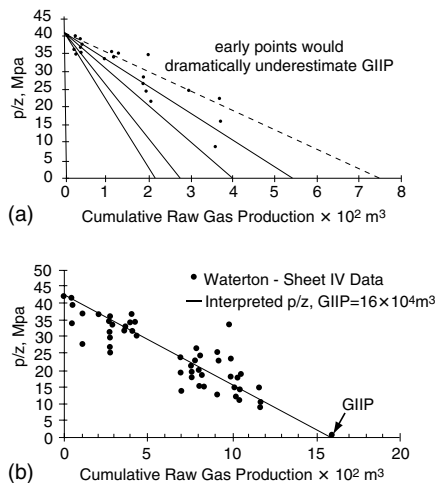 45
40
35
30
25
20
15
10
5
0
p/z, Mpa
early points would
dramatically underestimate GIIP
0 1 2 3 4 5 6 7 8
(a) Cumulative Raw Gas Production × 10² m³
50
45
40
35
30
25
20
15
10
5
0
p/z, Mpa
Waterton - Sheet IV Data
Interpreted p/z, GIIP=16×10⁴m³
GIIP
0 5 10 15 20
(b) Cumulative Raw Gas Production × 10² m³